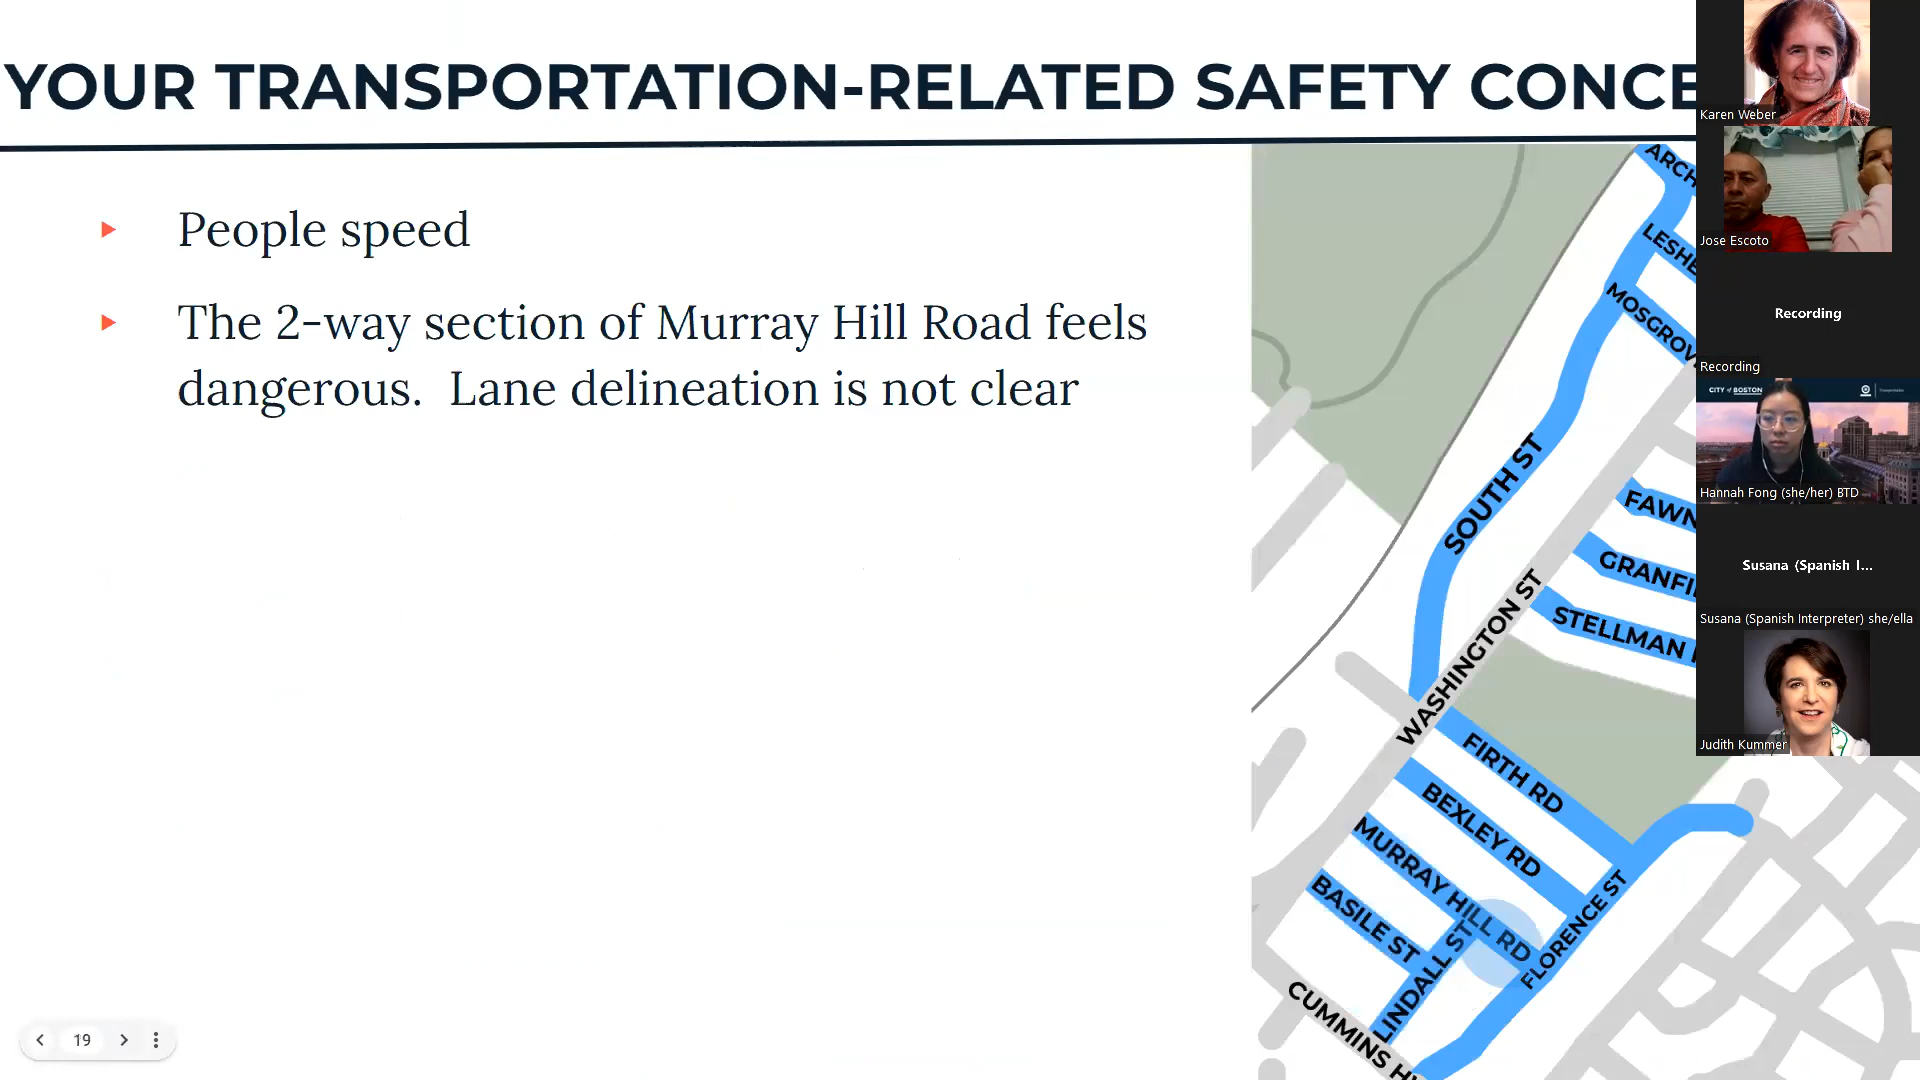 YOUR TRANSPORTATION-RELATED SAFETY CONCE
People speed
The 2-way section of Murray Hill Road feels
dangerous.  Lane delineation is not clear
ARCH
LESHE
MOSGROV
SOUTH ST
FAWN
GRANFI
STELLMAN
WASHINGTON ST
FIRTH RD
BEXLEY RD
MURRAY HILL RD
BASILE ST
LINDALL ST
FLORENCE ST
CUMMINS H
19
Karen Weber
Jose Escoto
Recording
Recording
CITY of BOSTON
Hannah Fong (she/her) BTD
Susana (Spanish I...
Susana (Spanish Interpreter) she/ella
Judith Kummer